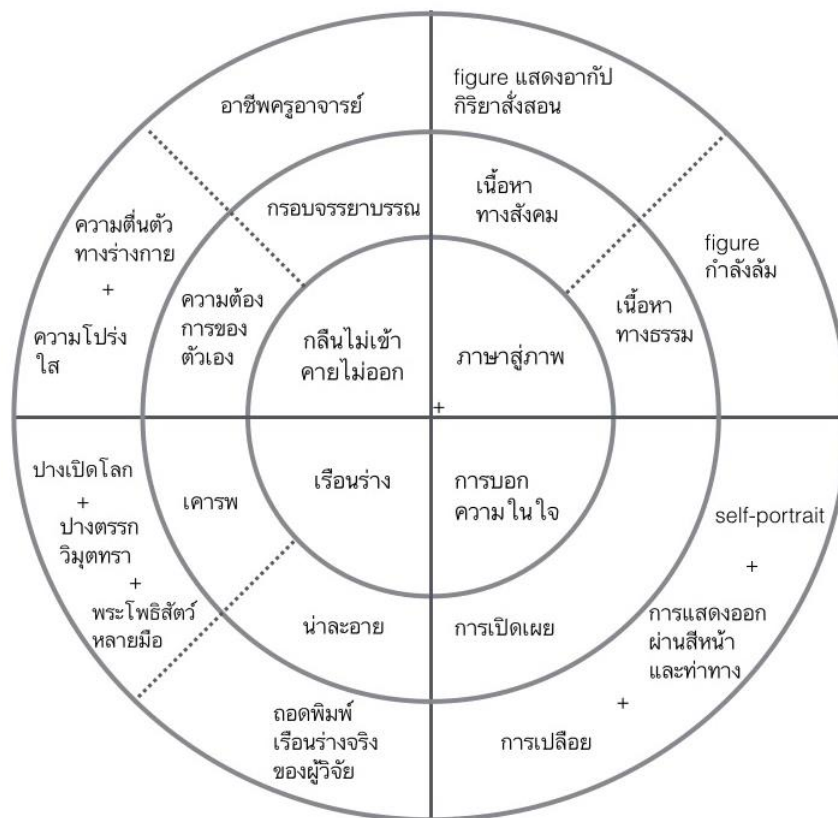 figure แสดงอากัป
กิริยาสั่งสอน
อาชีพครูอาจารย์
เนื้อหา
ทางสังคม
กรอบจรรยาบรรณ
ความตื่นตัว
ทางร่างกาย
+
ความโปร่ง
ใส
figure
กำลังล้ม
ความต้อง
การของ
ตัวเอง
เนื้อหา
ทางธรรม
กลืนไม่เข้า
คายไม่ออก
ภาษาสู่ภาพ
+
ปางเปิดโลก
+
ปางตรรก
วิมุตทรา
+
พระโพธิสัตว์
หลายมือ
เคารพ
เรือนร่าง
การบอก
ความในใจ
self-portrait
+
การแสดงออก
ผ่านสีหน้า
และท่าทาง
+
การเปลือย
น่าละอาย
การเปิดเผย
ถอดพิมพ์
เรือนร่างจริง
ของผู้วิจัย